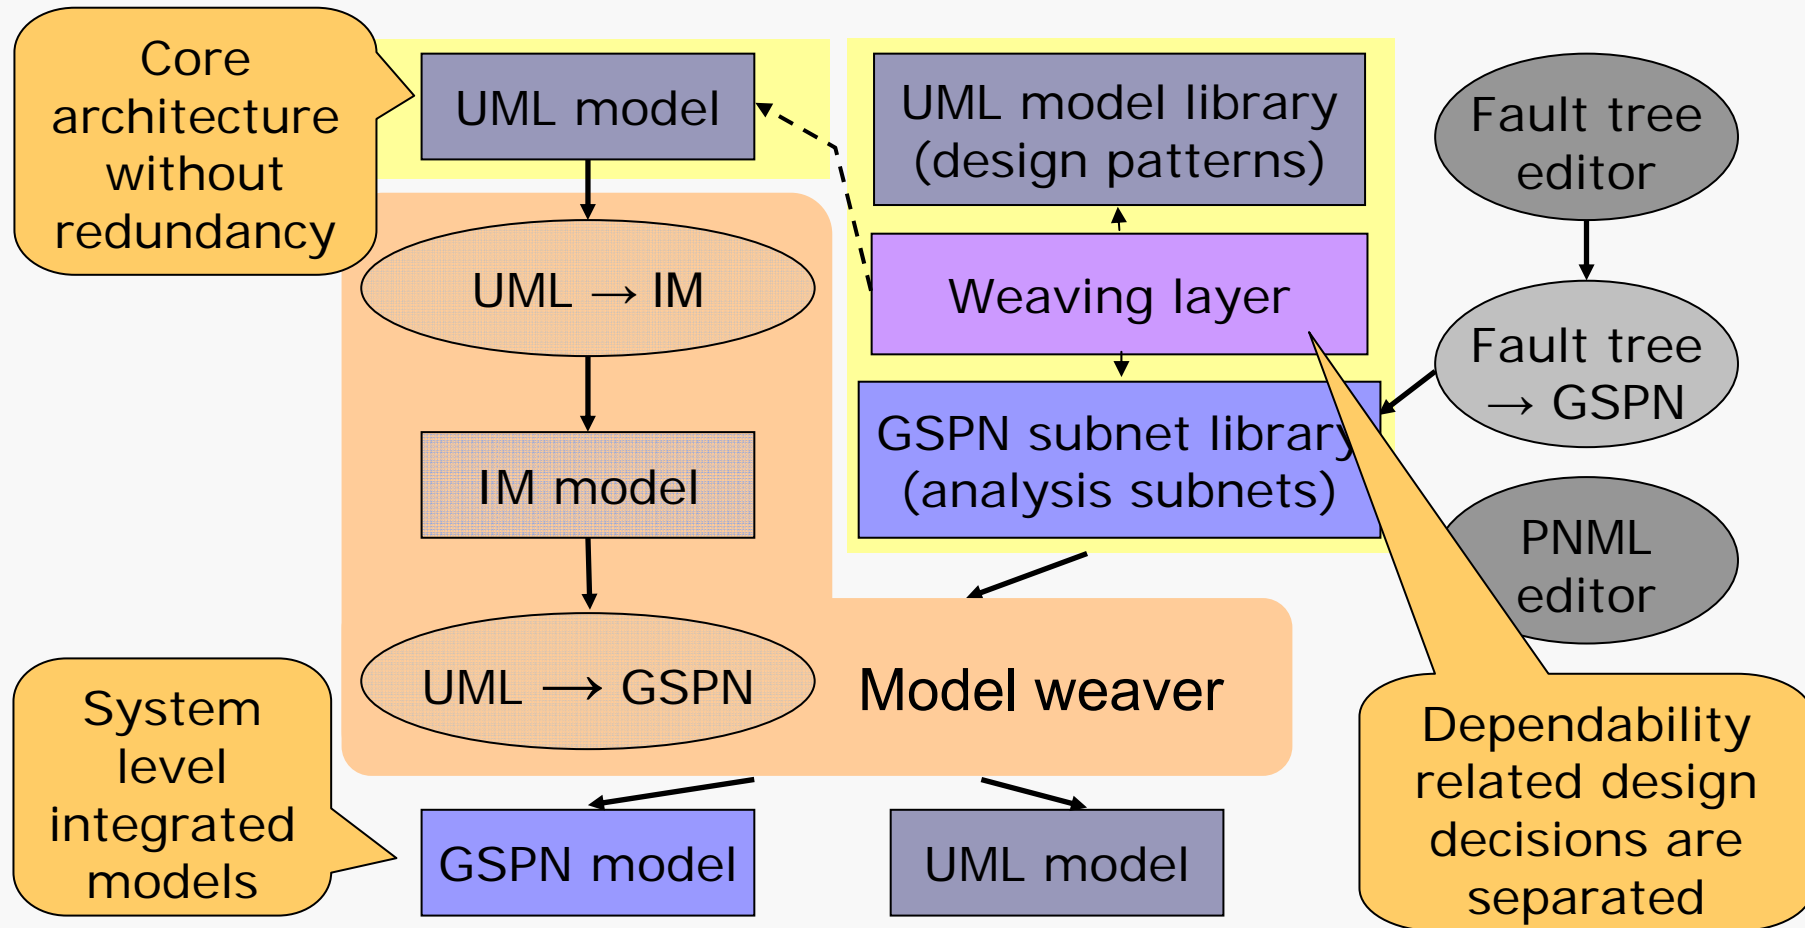 Core
architecture
without
redundancy
UML model
UML → IM
IM model
UML → GSPN
Model weaver
UML model library
(design patterns)
Weaving layer
GSPN subnet library
(analysis subnets)
Fault tree
editor
Fault tree
→ GSPN
PNML
editor
System
level
integrated
models
GSPN model
UML model
Dependability
related design
decisions are
separated